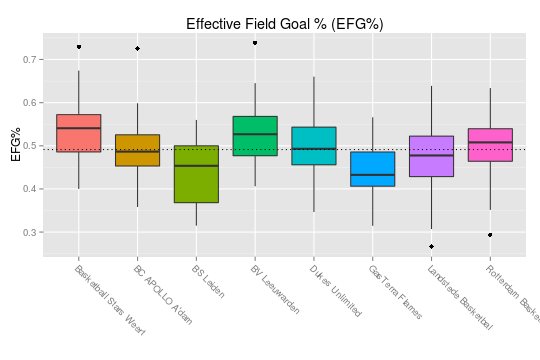 Effective Field Goal % (EFG%)
EFG%
0.7
0.6
0.5
0.4
0.3
Basketball Stars Weert
BC APOLLO A'dam
BS Leiden
BV Leeuwarden
Dukes Unlimited
GasTerra Flames
Landstede Basketbal
Rotterdam Baske